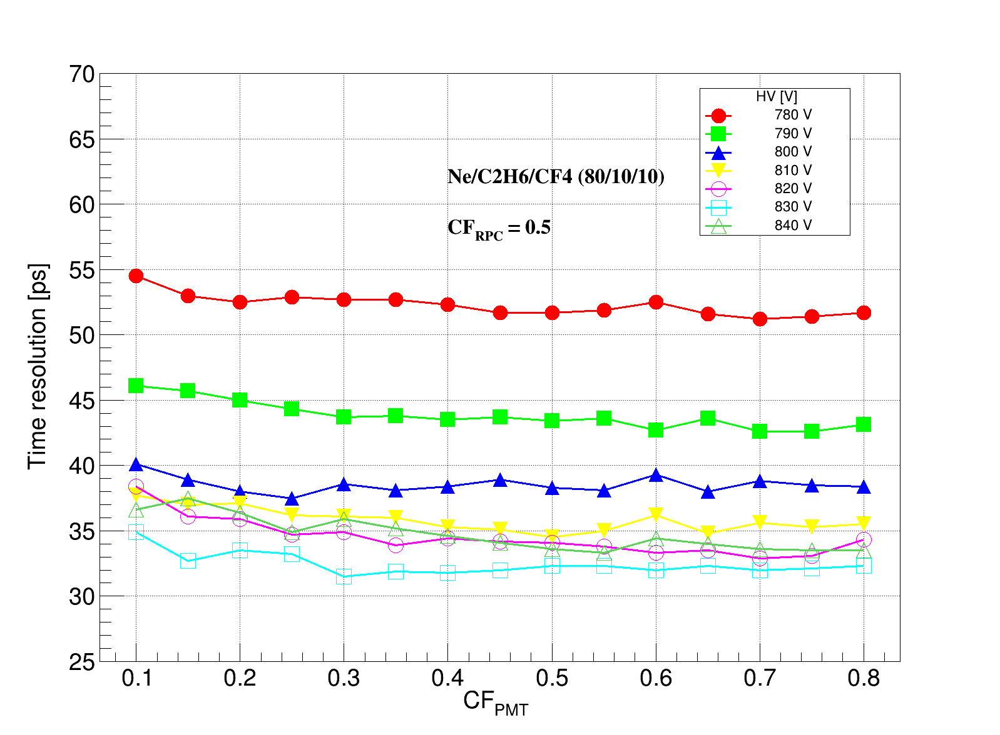 70
65
60
55
50
45
40
35
30
25
Time resolution [ps]
HV [V]
780 V
790 V
800 V
810 V
820 V
830 V
840 V
Ne/C2H6/CF4 (80/10/10)
CF_RPC = 0.5
0.1 0.2 0.3 0.4 0.5 0.6 0.7 0.8
CF_PMT